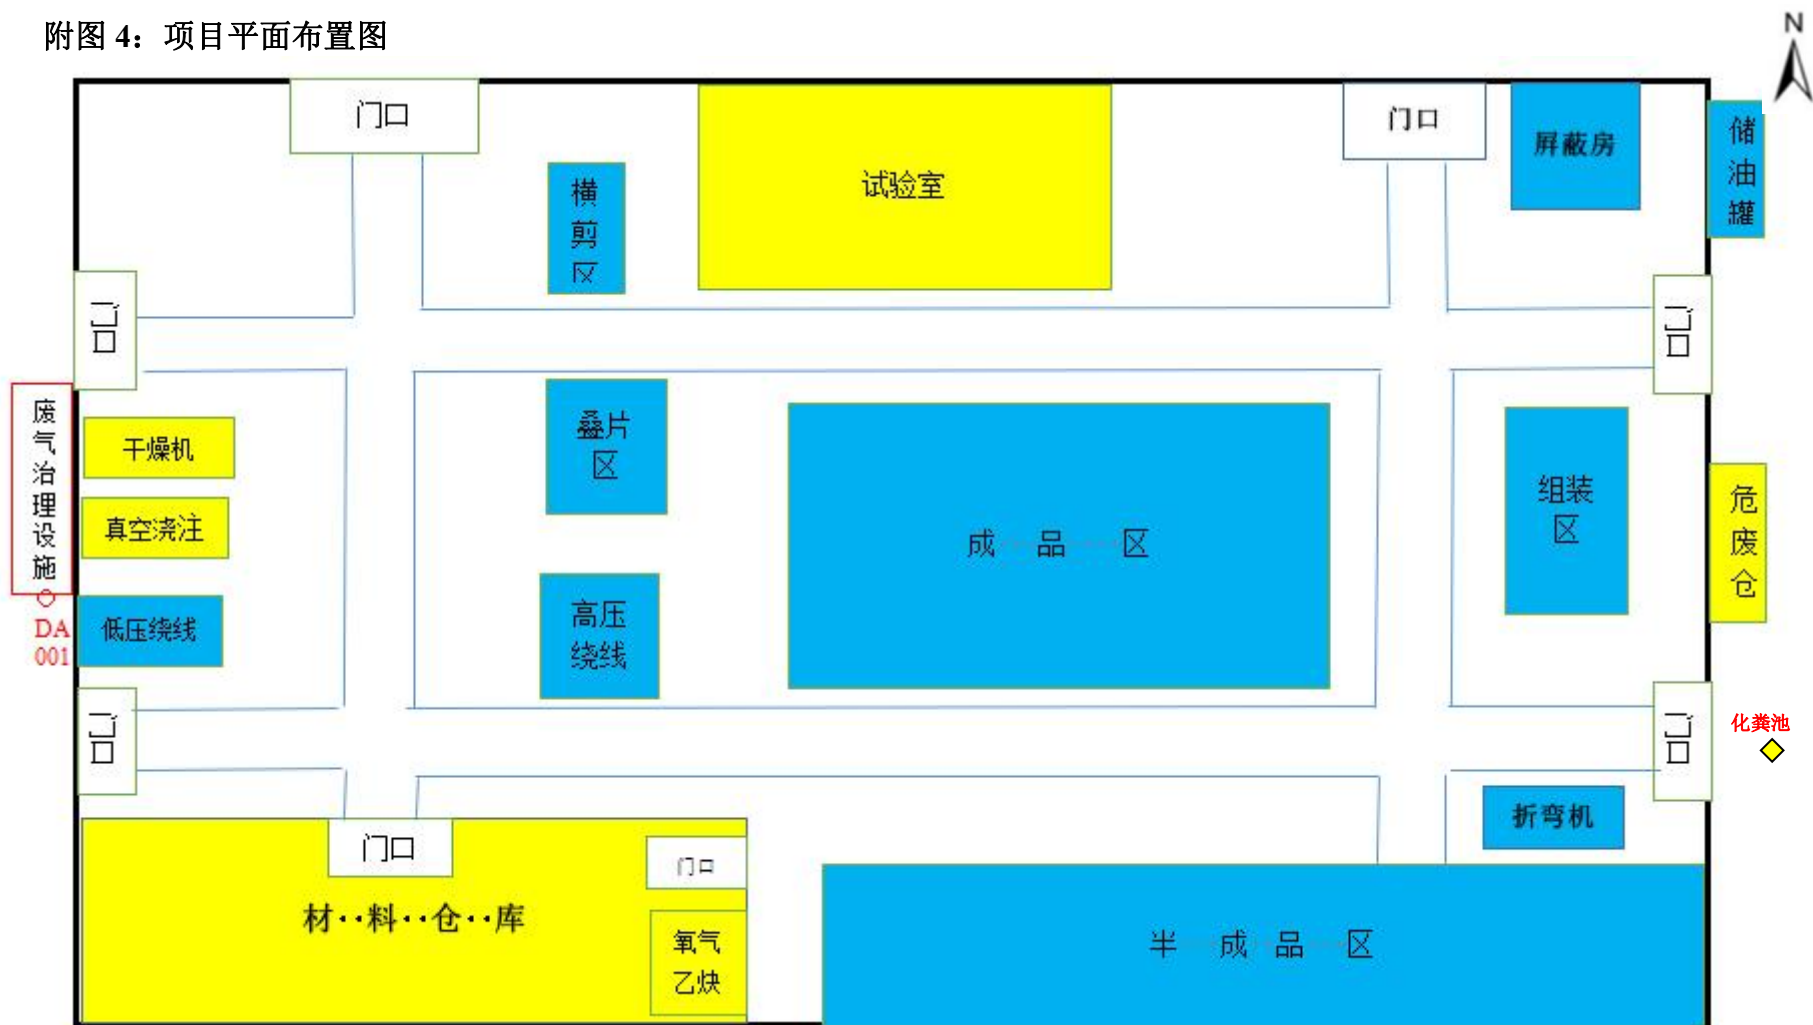 附图 4：项目平面布置图
N
门口
门口
屏蔽房
储
油
罐
横
剪
区
试验室
门口
门口
废
气
治
理
设
施
干燥机
真空浇注
低压绕线
DA
001
叠片
区
高压
绕线
成 品 区
组装
区
危
废
仓
门口
门口
化粪池
折弯机
门口
门口
材··料··仓··库
氧气
乙炔
半 成 品 区